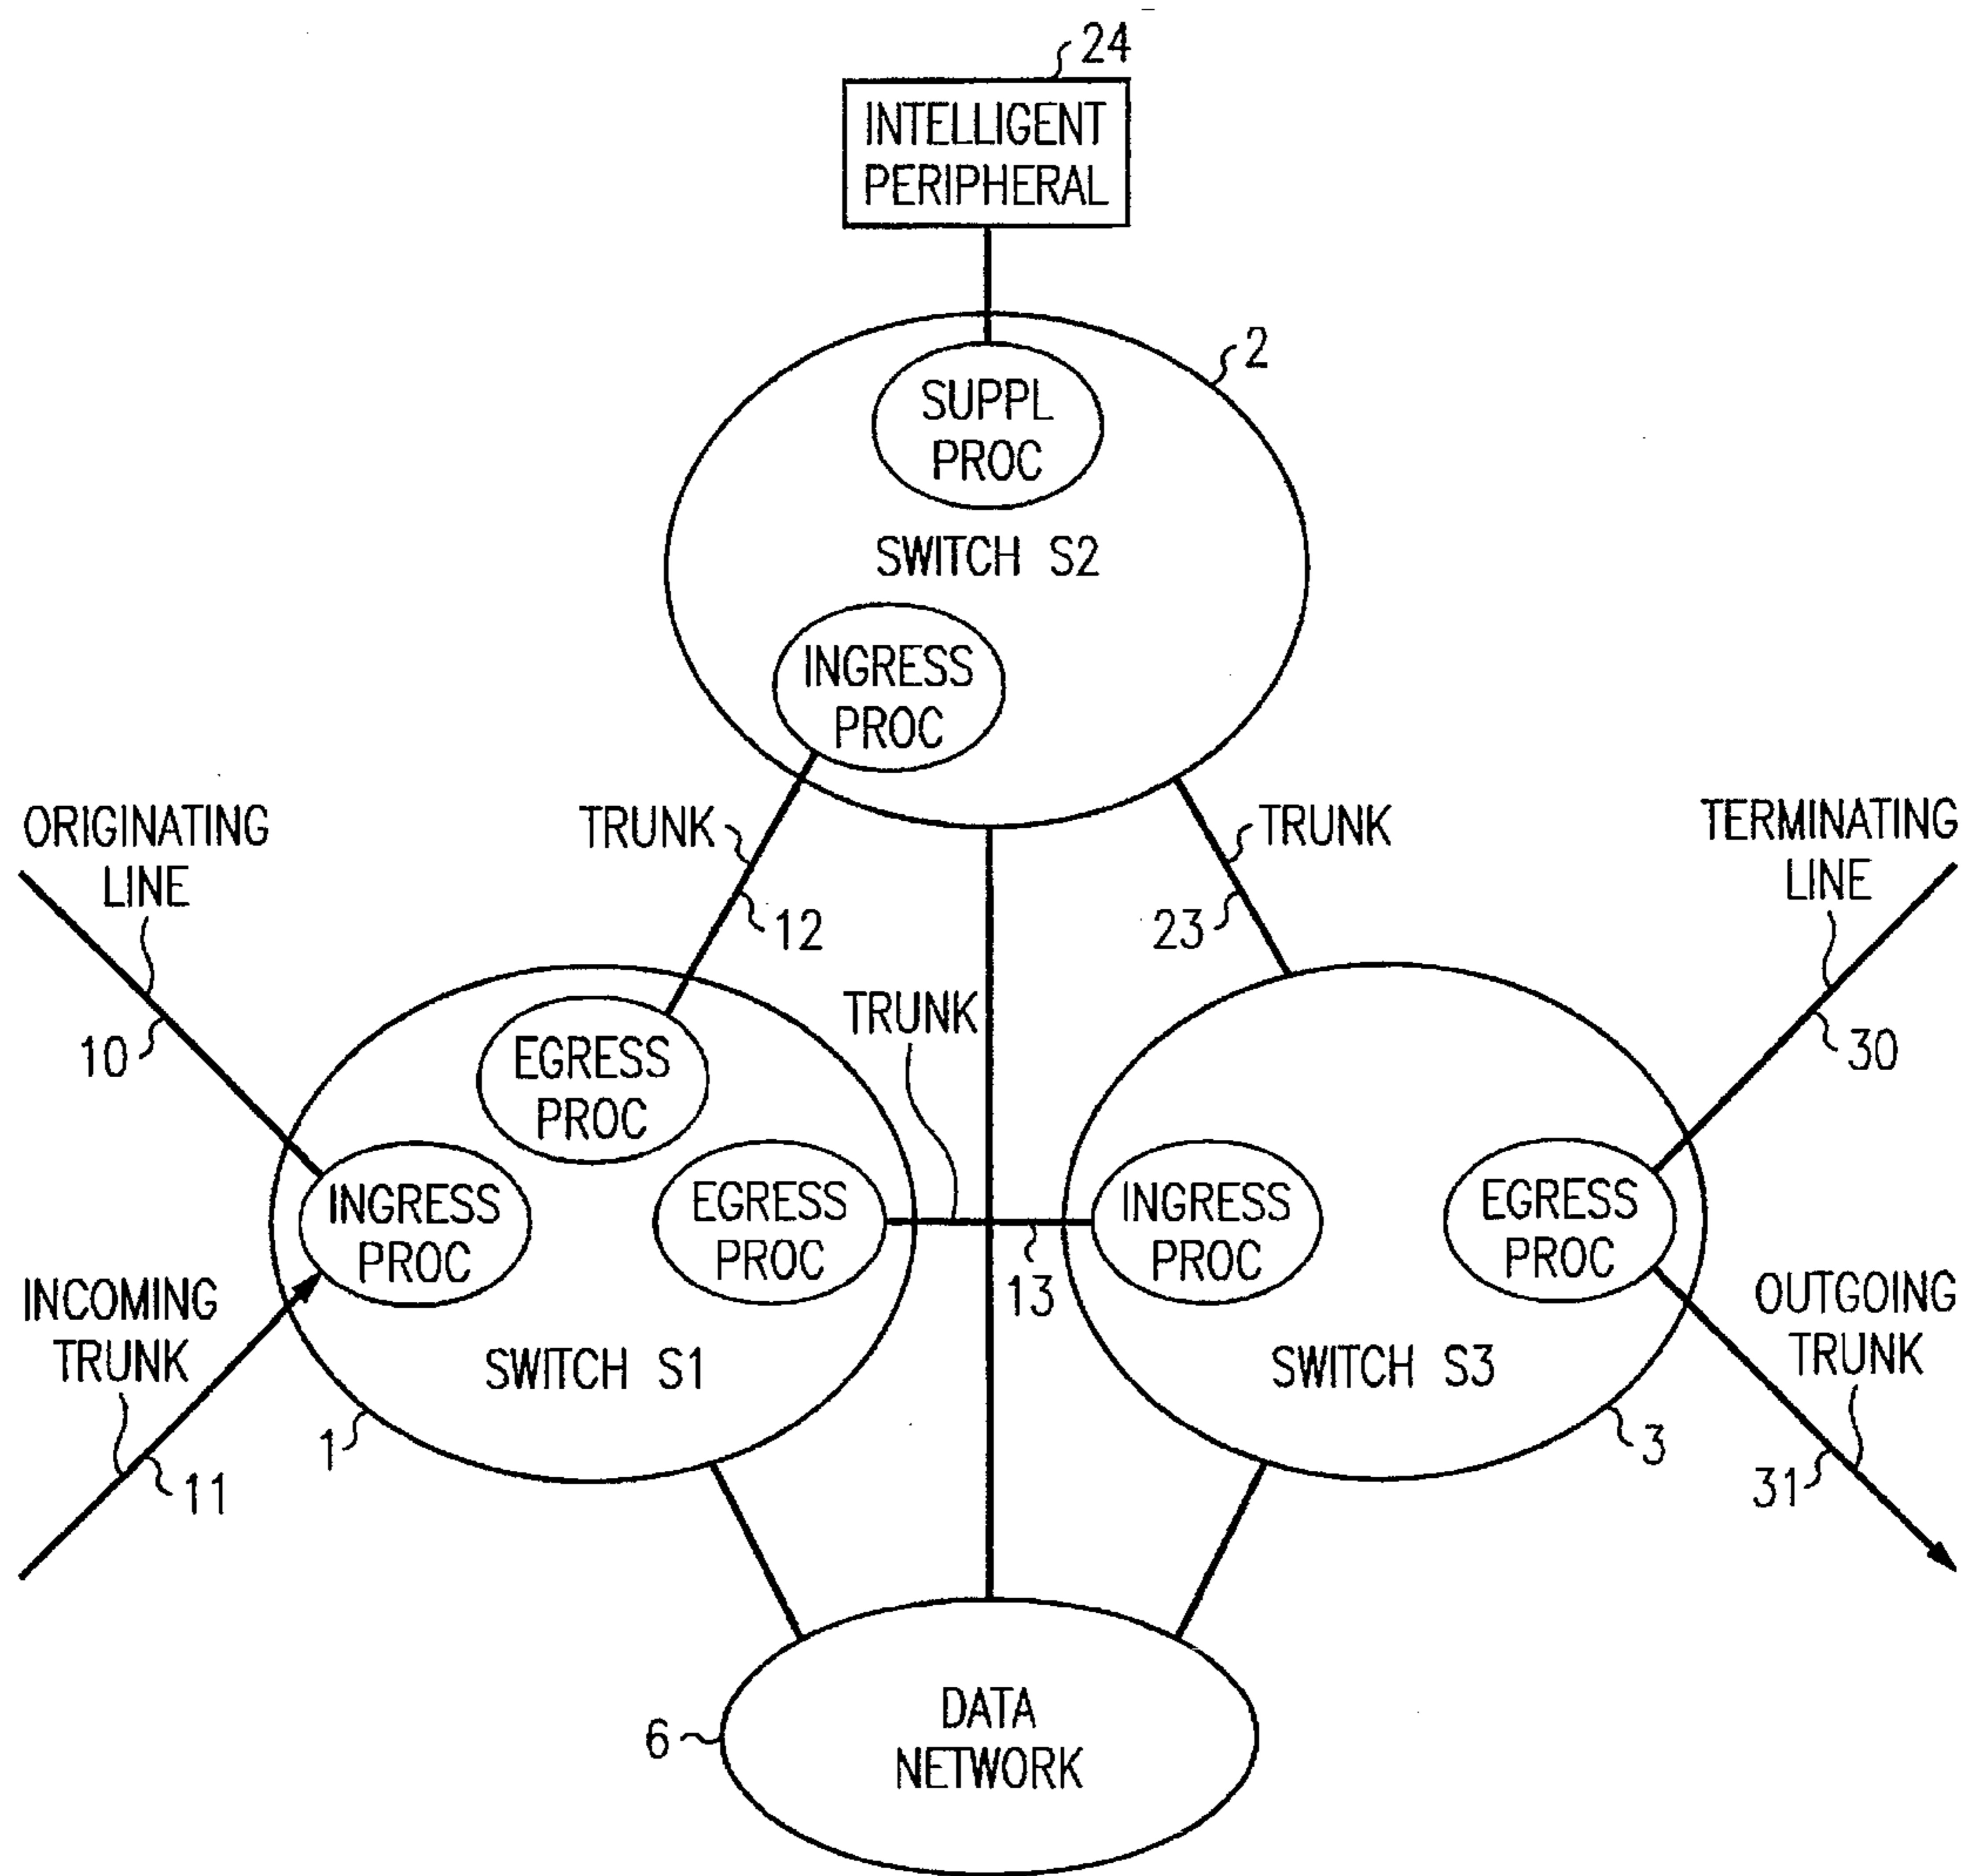 24
INTELLIGENT
PERIPHERAL
2
SUPPL
PROC
SWITCH S2
INGRESS
PROC
ORIGINATING
LINE
TRUNK
TRUNK
TERMINATING
LINE
12
23
10
TRUNK
30
EGRESS
PROC
INGRESS
PROC
EGRESS
PROC
INGRESS
PROC
EGRESS
PROC
INCOMING
TRUNK
13
OUTGOING
TRUNK
SWITCH S1
SWITCH S3
1
11
3
31
6
DATA
NETWORK